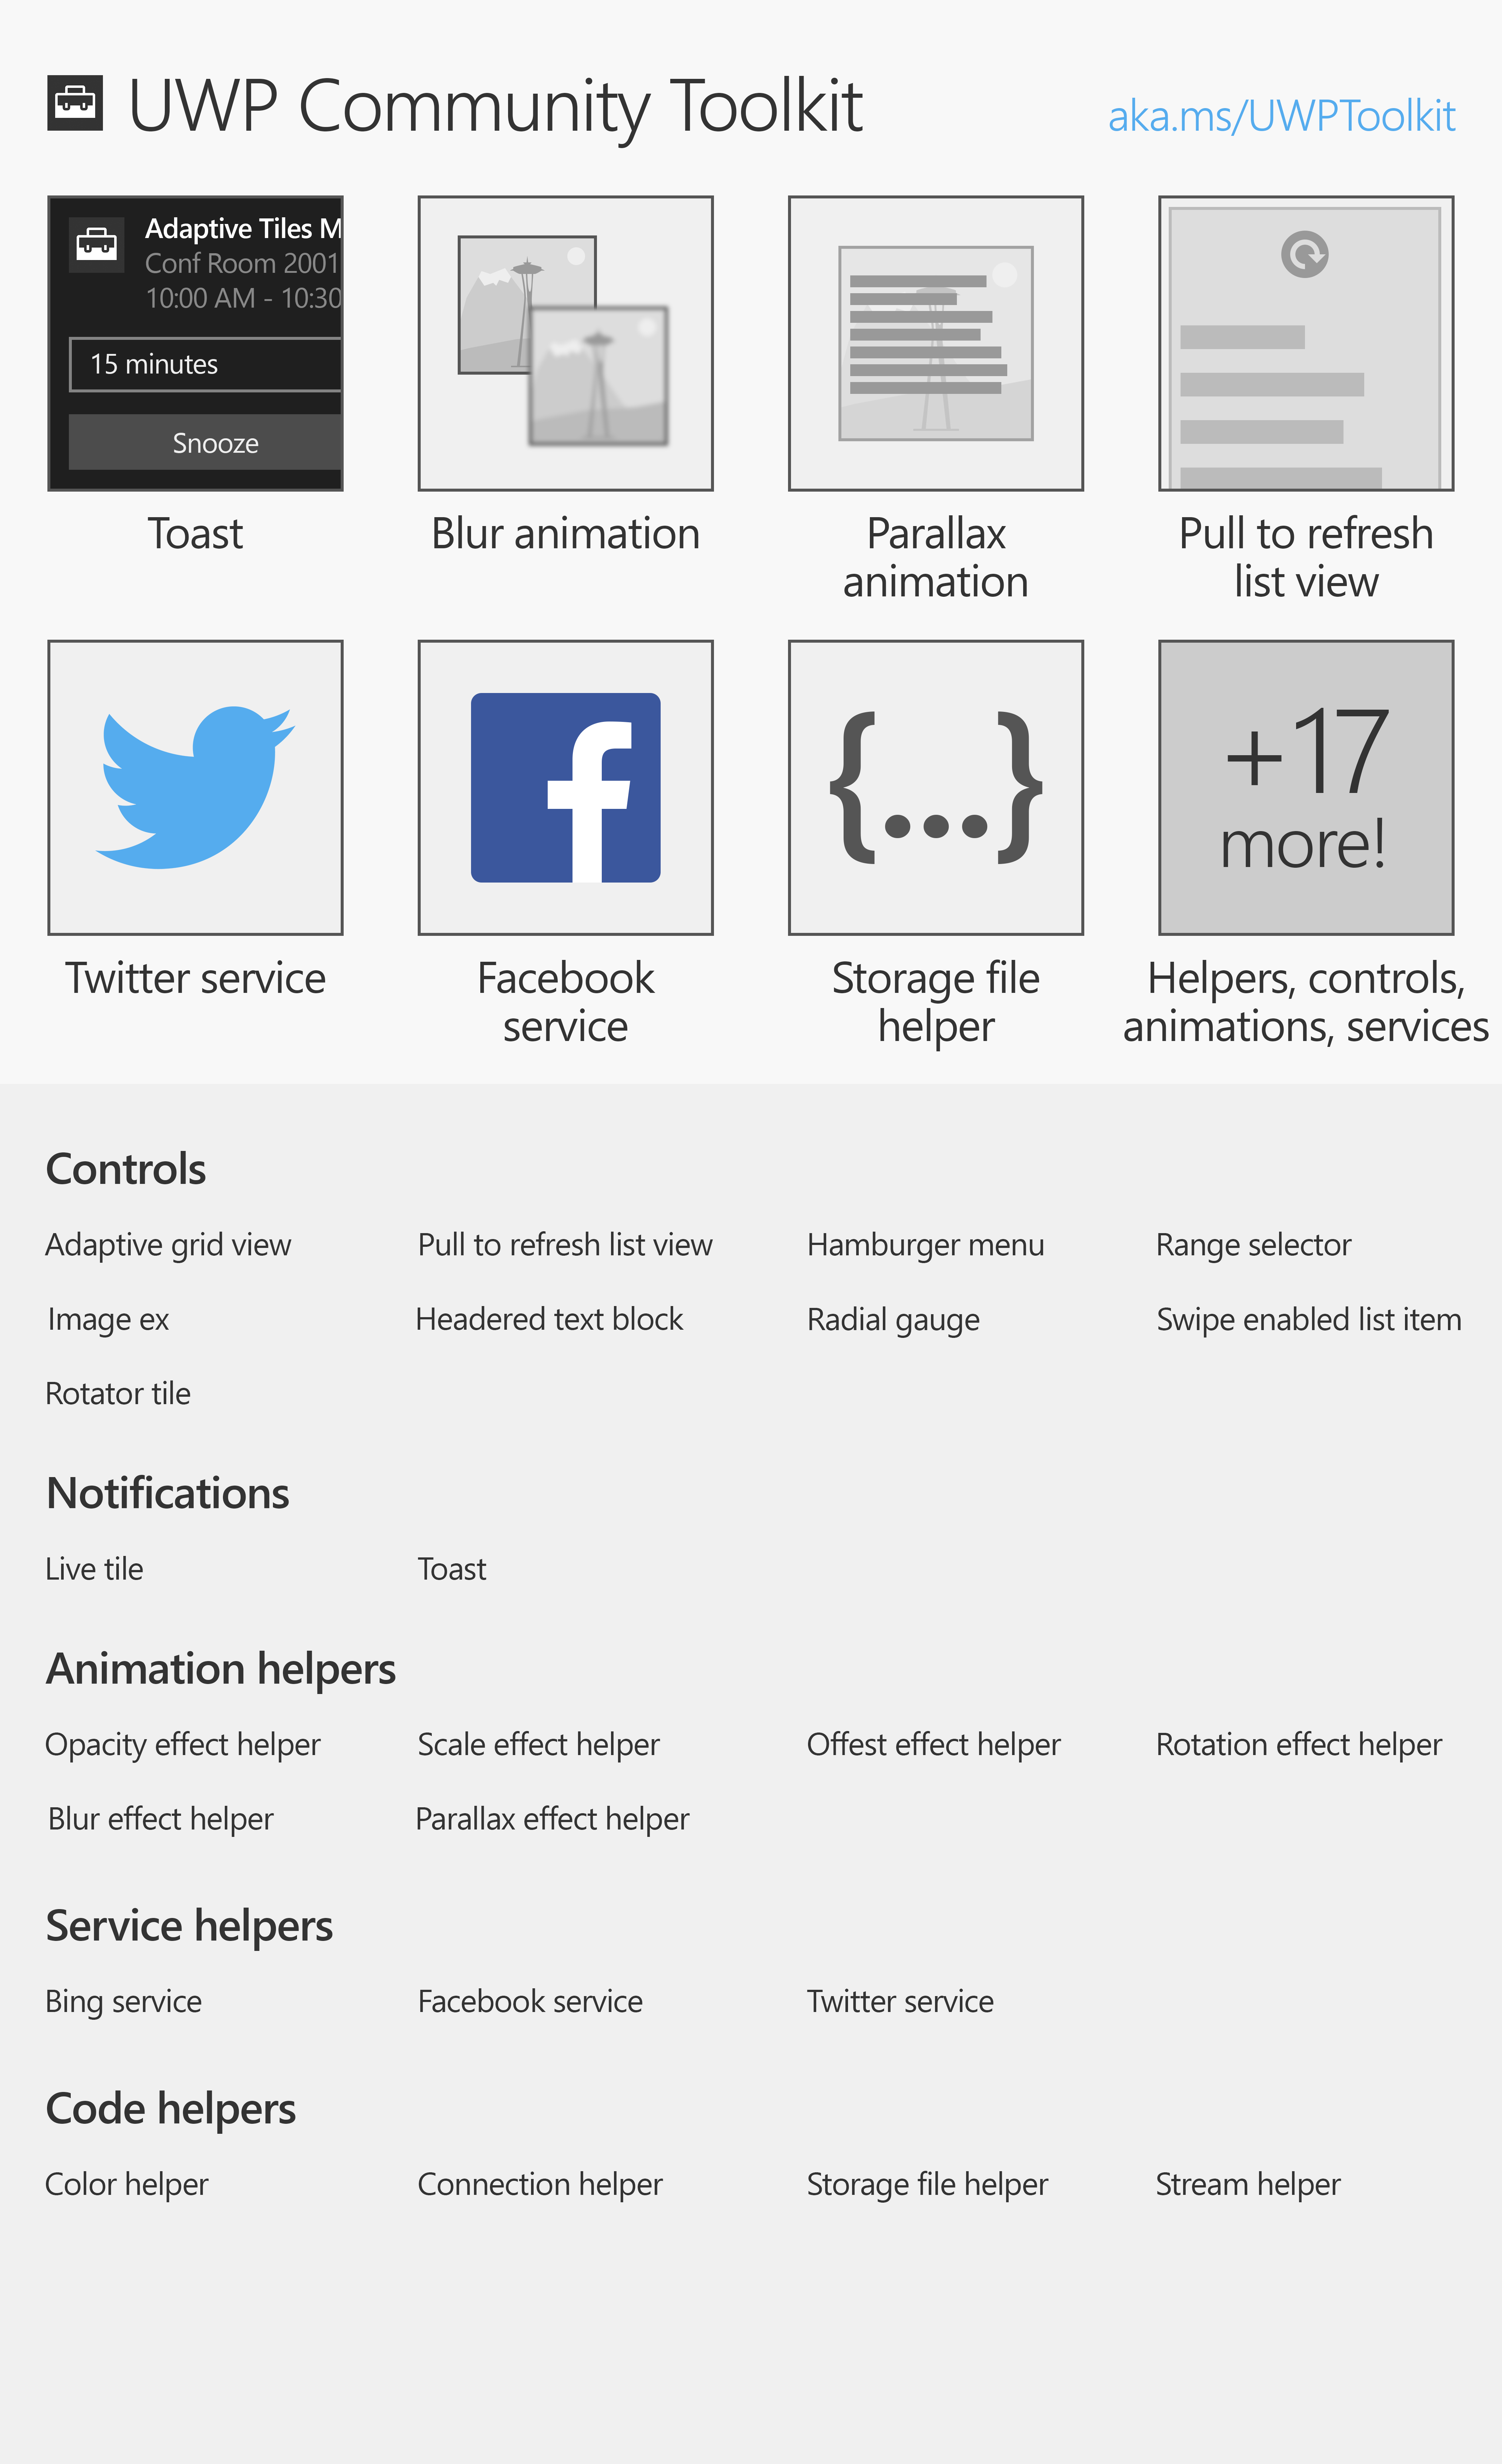 UWP Community Toolkit
aka.ms/UWPToolkit
Adaptive Tiles M
Conf Room 2001
10:00 AM - 10:30
15 minutes
Snooze
Toast
Blur animation
Parallax
animation
Pull to refresh
list view
{...}
+17
more!
Twitter service
Facebook
service
Storage file
helper
Helpers, controls,
animations, services
Controls
Adaptive grid view
Pull to refresh list view
Hamburger menu
Range selector
Image ex
Headered text block
Radial gauge
Swipe enabled list item
Rotator tile
Notifications
Live tile
Toast
Animation helpers
Opacity effect helper
Scale effect helper
Offest effect helper
Rotation effect helper
Blur effect helper
Parallax effect helper
Service helpers
Bing service
Facebook service
Twitter service
Code helpers
Color helper
Connection helper
Storage file helper
Stream helper